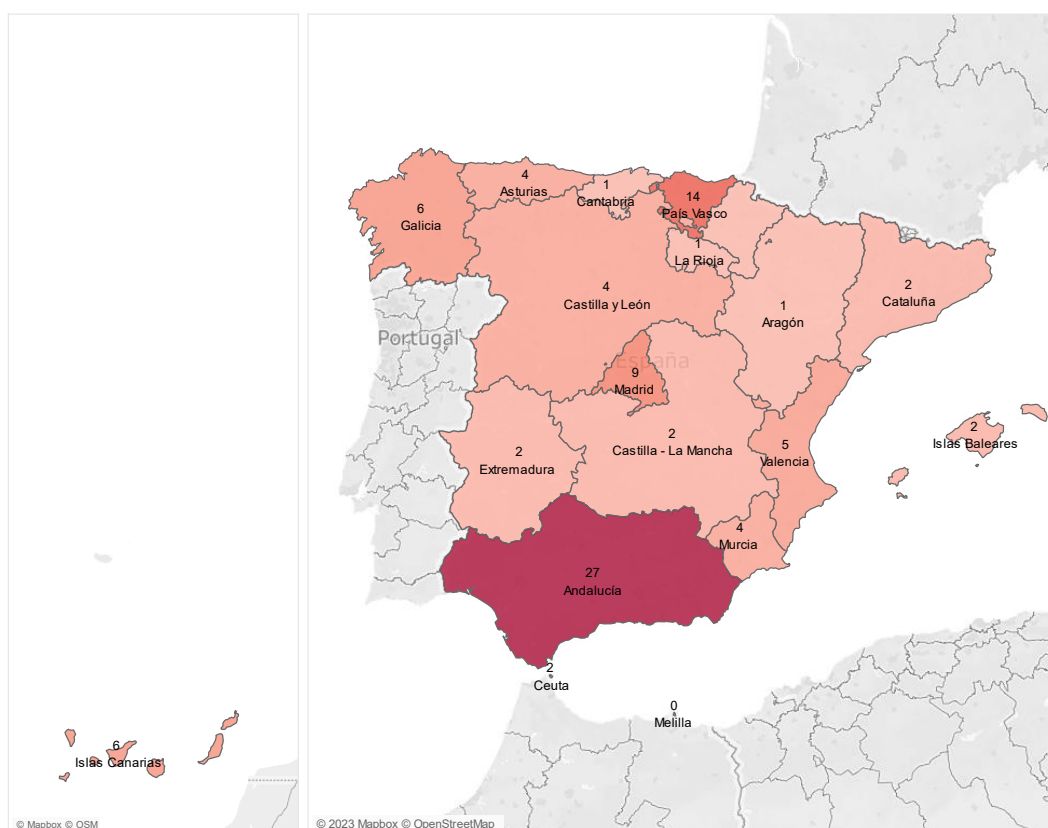 4
Asturias
1
Cantabria
14
País Vasco
6
Galicia
1
La Rioja
4
Castilla y León
2
Cataluña
1
Aragón
Portugal
España
9
Madrid
2
Islas Baleares
2
Castilla - La Mancha
5
Valencia
2
Extremadura
4
Murcia
27
Andalucía
2
Ceuta
0
Melilla
6
Islas Canarias
© Mapbox © OSM
© 2023 Mapbox © OpenStreetMap